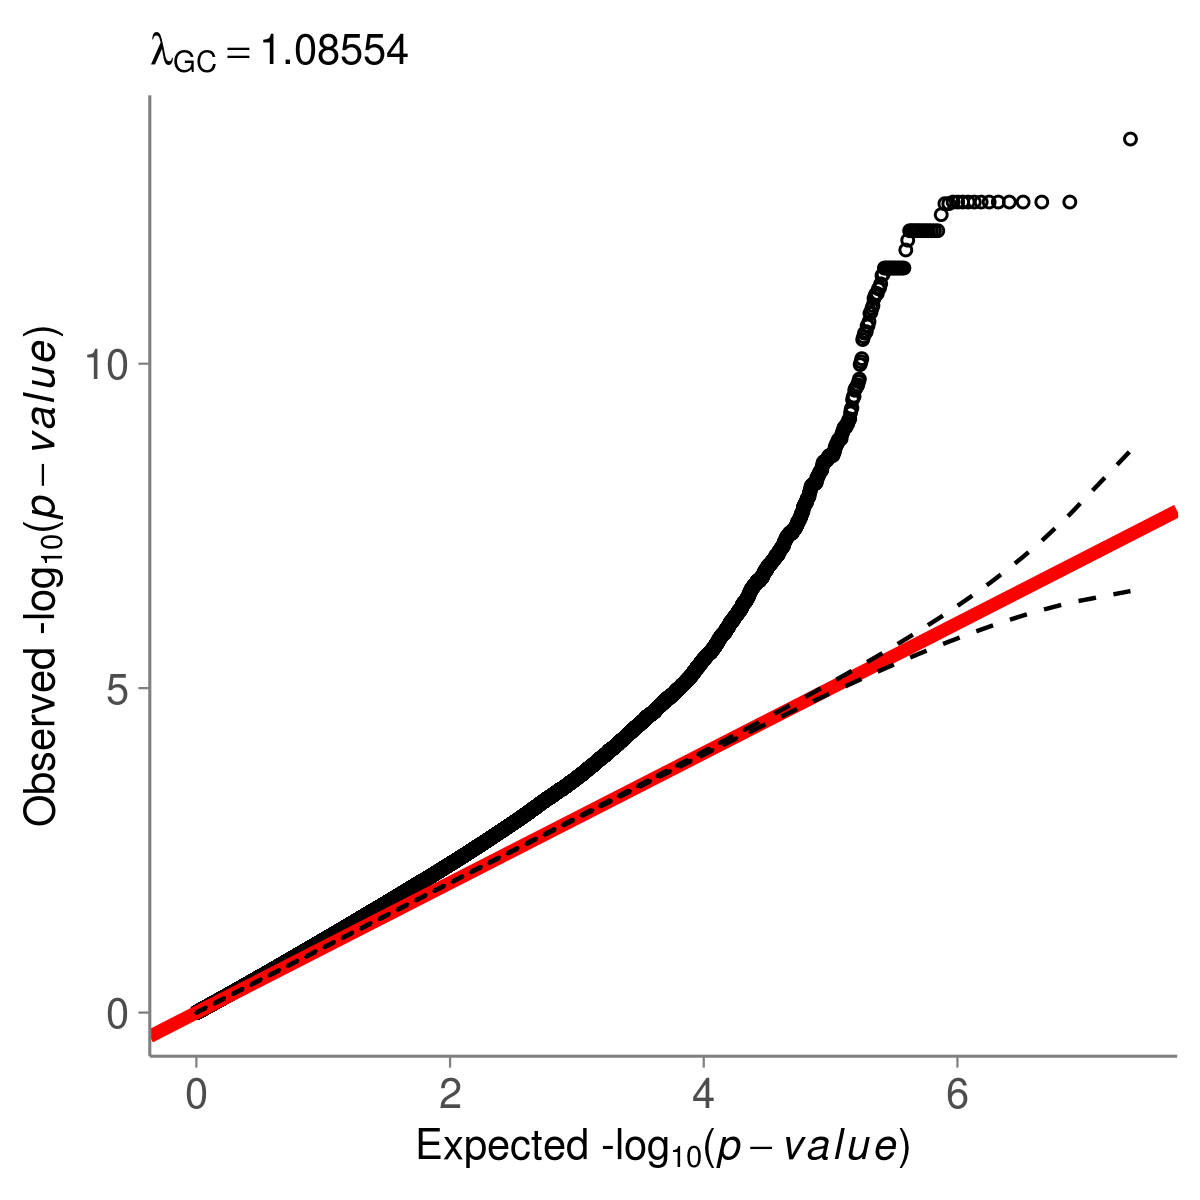 λGC = 1.08554
Observed -log10(p − value)
10
5
0
0 2 4 6
Expected -log10(p − value)